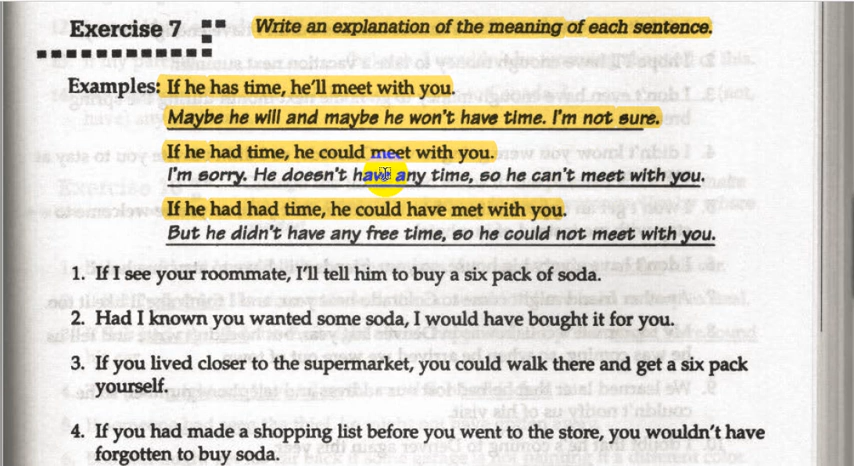 Exercise 7 Write an explanation of the meaning of each sentence.
Examples: If he has time, he'll meet with you.
Maybe he will and maybe he won't have time. I'm not sure.
If he had time, he could meet with you.
I'm sorry. He doesn't have any time, so he can't meet with you.
If he had had time, he could have met with you.
But he didn't have any free time, so he could not meet with you.
1. If I see your roommate, I'll tell him to buy a six pack of soda.
2. Had I known you wanted some soda, I would have bought it for you.
3. If you lived closer to the supermarket, you could walk there and get a six pack
yourself.
4. If you had made a shopping list before you went to the store, you wouldn't have
forgotten to buy soda.